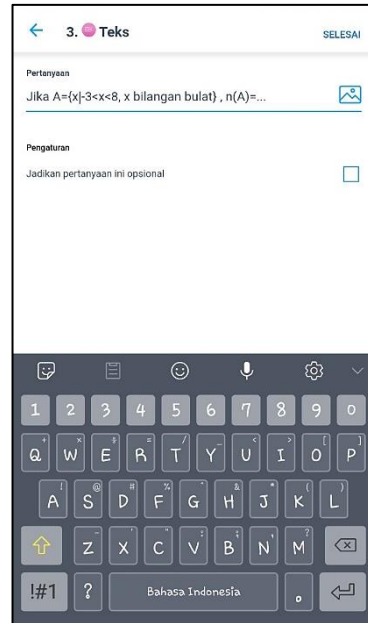 3. Teks
SELESAI
Pertanyaan
Jika A={x|-3<x<8, x bilangan bulat} , n(A)=...
Pengaturan
Jadikan pertanyaan ini opsional
1 2 3 4 5 6 7 8 9 0
Q W E R T Y U I O P
A S D F G H J K L
Z X C V B N M
!#1 ? Bahasa Indonesia .